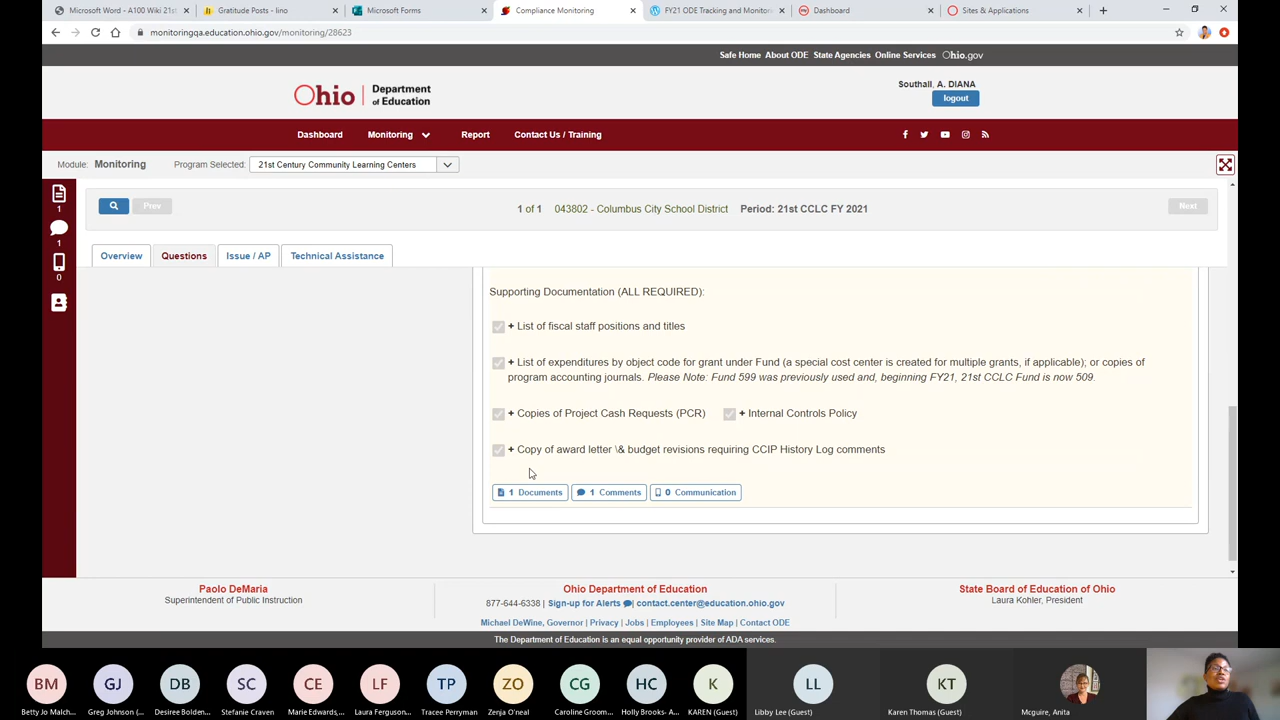 Microsoft Word - A100 Wiki 21st
Gratitude Posts - Iino
Microsoft Forms
Compliance Monitoring
FY21 ODE Tracking and Monitori
Dashboard
Sites & Applications
monitoringqa.education.ohio.gov/monitoring/28623
Safe Home About ODE State Agencies Online Services Ohio.gov
Ohio Department of Education
Southall, A. DIANA
logout
Dashboard Monitoring Report Contact Us / Training
Module: Monitoring Program Selected: 21st Century Community Learning Centers
1
1
0
Prev
1 of 1 043802 - Columbus City School District Period: 21st CCLC FY 2021
Next
Overview Questions Issue / AP Technical Assistance
Supporting Documentation (ALL REQUIRED):
+ List of fiscal staff positions and titles
+ List of expenditures by object code for grant under Fund (a special cost center is created for multiple grants, if applicable); or copies of
program accounting journals. Please Note: Fund 599 was previously used and, beginning FY21, 21st CCLC Fund is now 509.
+ Copies of Project Cash Requests (PCR) + Internal Controls Policy
+ Copy of award letter \& budget revisions requiring CCIP History Log comments
1 Documents 1 Comments 0 Communication
Paolo DeMaria
Superintendent of Public Instruction
Ohio Department of Education
877-644-6338 | Sign-up for Alerts | contact.center@education.ohio.gov
Michael DeWine, Governor | Privacy | Jobs | Employees | Site Map | Contact ODE
State Board of Education of Ohio
Laura Kohler, President
The Department of Education is an equal opportunity provider of ADA services.
BM GJ DB SC CE LF TP ZO CG HC K LL KT
Betty Jo Malch... Greg Johnson (... Desiree Bolden... Stefanie Craven Marie Edwards,... Laura Ferguson... Tracee Perryman Zenja O'neal Caroline Groom... Holly Brooks- A... KAREN (Guest) Libby Lee (Guest) Karen Thomas (Guest) Mcguire, Anita